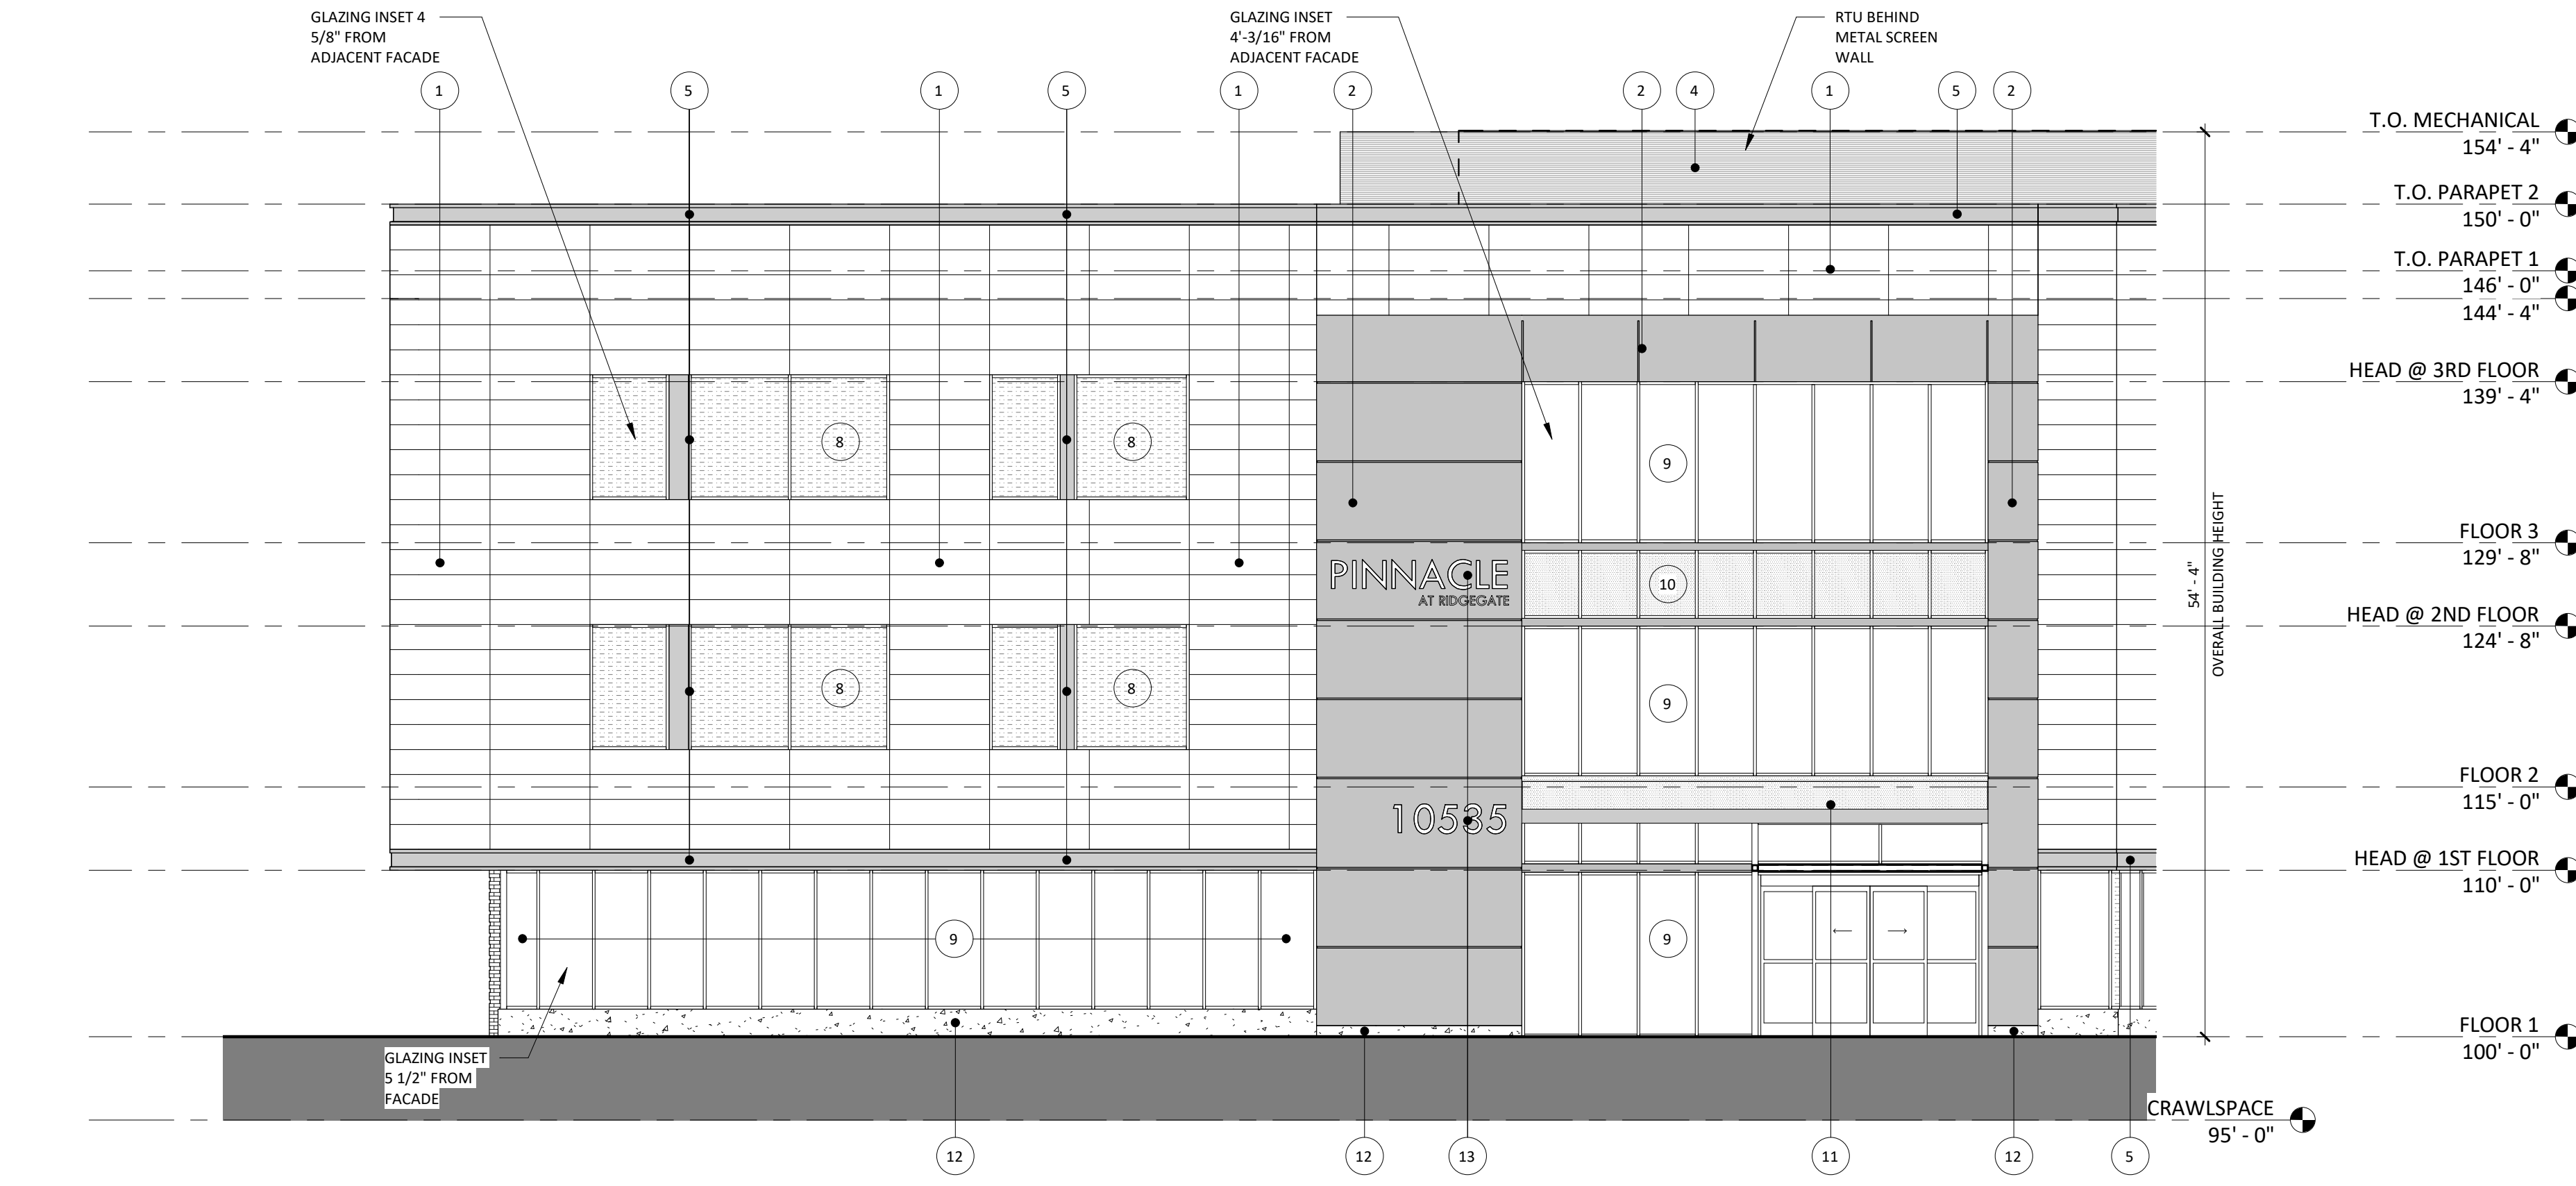 GLAZING INSET 4
5/8" FROM
ADJACENT FACADE
GLAZING INSET
4'-3/16" FROM
ADJACENT FACADE
RTU BEHIND
METAL SCREEN
WALL
1 5 1 5 1 2 2 4 1 5 2
T.O. MECHANICAL
154' - 4"
T.O. PARAPET 2
150' - 0"
T.O. PARAPET 1
146' - 0"
144' - 4"
HEAD @ 3RD FLOOR
139' - 4"
8 8 9
FLOOR 3
129' - 8"
54' - 4"
OVERALL BUILDING HEIGHT
PINNACLE
AT RIDGEGATE
10
HEAD @ 2ND FLOOR
124' - 8"
8 8 9
FLOOR 2
115' - 0"
10535
HEAD @ 1ST FLOOR
110' - 0"
9 9
FLOOR 1
100' - 0"
GLAZING INSET
5 1/2" FROM
FACADE
CRAWLSPACE
95' - 0"
12 12 13 11 12 5